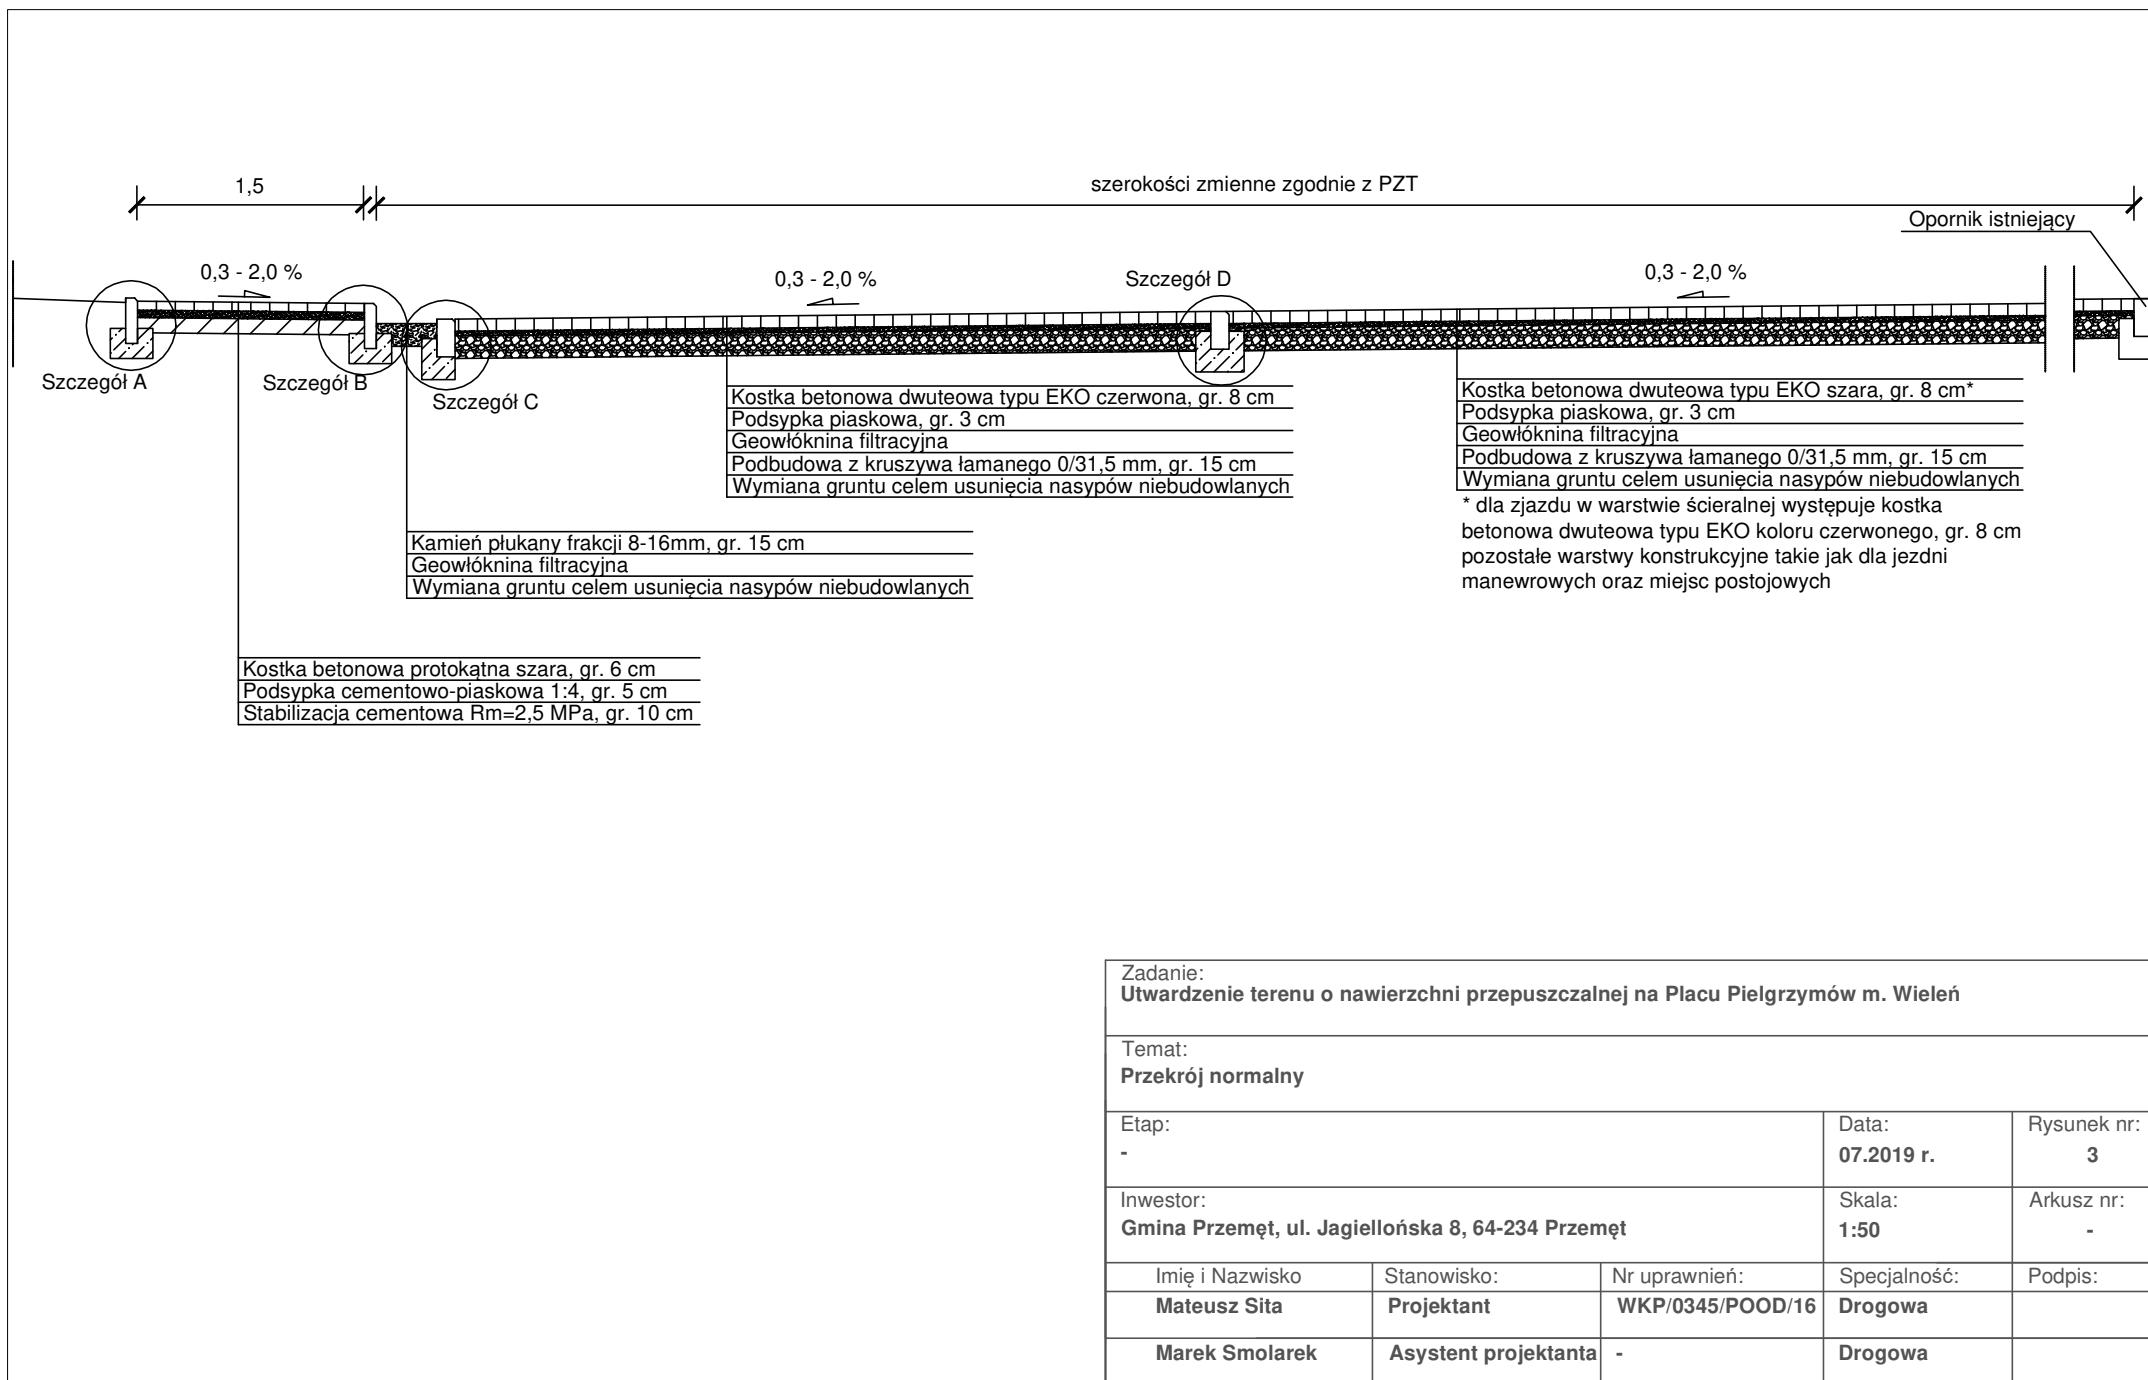 1,5
szerokości zmienne zgodnie z PZT
Opornik istniejący
0,3 - 2,0 %
0,3 - 2,0 %
Szczegół D
0,3 - 2,0 %
Szczegół A
Szczegół B
Szczegół C
Kostka betonowa dwuteowa typu EKO czerwona, gr. 8 cm
Podsypka piaskowa, gr. 3 cm
Geowłóknina filtracyjna
Podbudowa z kruszywa łamanego 0/31,5 mm, gr. 15 cm
Wymiana gruntu celem usunięcia nasypów niebudowlanych
Kostka betonowa dwuteowa typu EKO szara, gr. 8 cm*
Podsypka piaskowa, gr. 3 cm
Geowłóknina filtracyjna
Podbudowa z kruszywa łamanego 0/31,5 mm, gr. 15 cm
Wymiana gruntu celem usunięcia nasypów niebudowlanych
* dla zjazdu w warstwie ścieralnej występuje kostka
betonowa dwuteowa typu EKO koloru czerwonego, gr. 8 cm
pozostałe warstwy konstrukcyjne takie jak dla jezdni
manewrowych oraz miejsc postojowych
Kamień płukany frakcji 8-16mm, gr. 15 cm
Geowłóknina filtracyjna
Wymiana gruntu celem usunięcia nasypów niebudowlanych
Kostka betonowa protokątna szara, gr. 6 cm
Podsypka cementowo-piaskowa 1:4, gr. 5 cm
Stabilizacja cementowa Rm=2,5 MPa, gr. 10 cm
Zadanie:
Utwardzenie terenu o nawierzchni przepuszczalnej na Placu Pielgrzymów m. Wieleń
Temat:
Przekrój normalny
Etap:
-
Data:
07.2019 r.
Rysunek nr:
3
Inwestor:
Gmina Przemęt, ul. Jagiellońska 8, 64-234 Przemęt
Skala:
1:50
Arkusz nr:
-
Imię i Nazwisko Stanowisko: Nr uprawnień: Specjalność: Podpis:
Mateusz Sita Projektant WKP/0345/POOD/16 Drogowa
Marek Smolarek Asystent projektanta - Drogowa